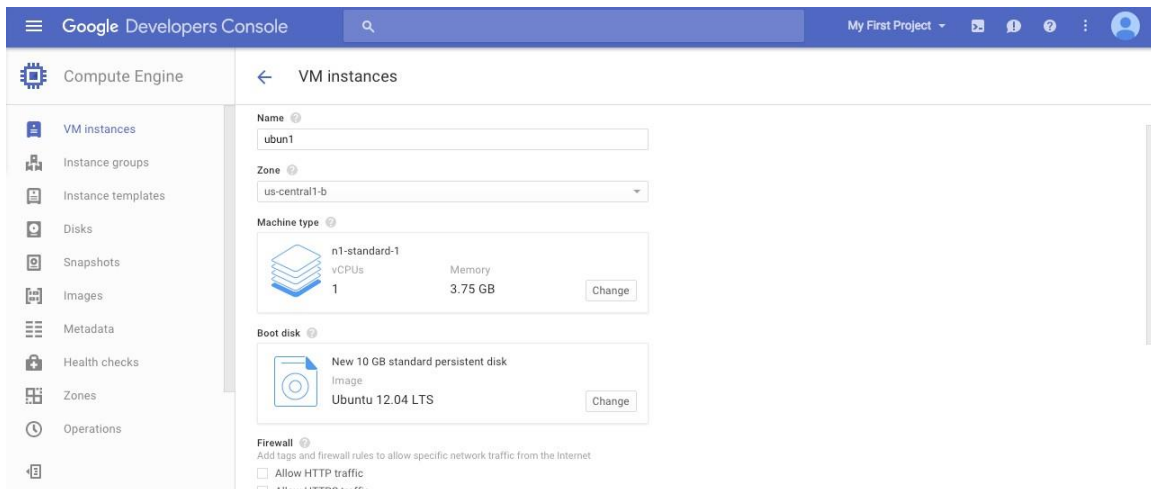 Google Developers Console
My First Project
Compute Engine
VM instances
VM instances
Instance groups
Instance templates
Disks
Snapshots
Images
Metadata
Health checks
Zones
Operations
Name
ubun1
Zone
us-central1-b
Machine type
n1-standard-1
vCPUs Memory
1 3.75 GB
Change
Boot disk
New 10 GB standard persistent disk
Image
Ubuntu 12.04 LTS
Change
Firewall
Add tags and firewall rules to allow specific network traffic from the Internet
Allow HTTP traffic
Allow HTTPS traffic